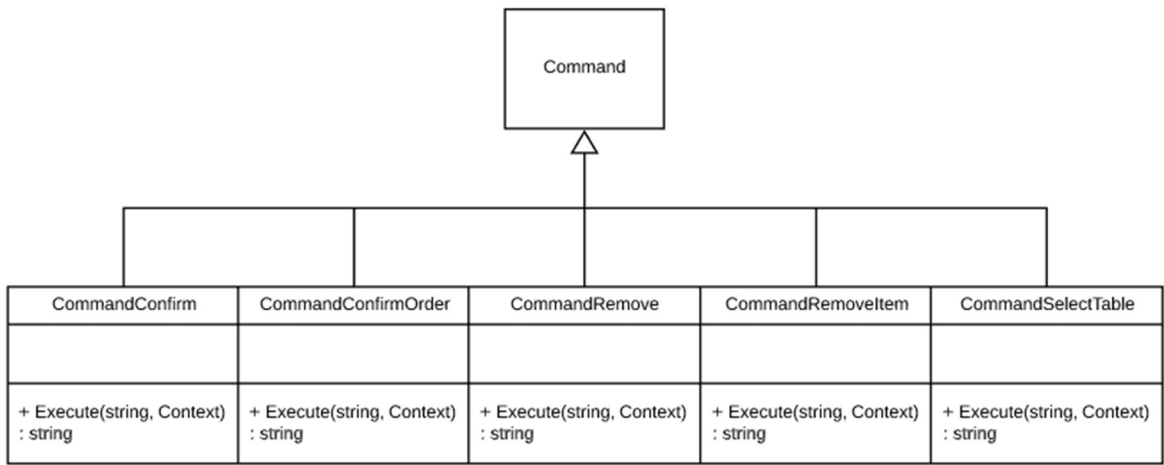 Command
CommandConfirm
CommandConfirmOrder
CommandRemove
CommandRemoveItem
CommandSelectTable
+ Execute(string, Context)
: string
+ Execute(string, Context)
: string
+ Execute(string, Context)
: string
+ Execute(string, Context)
: string
+ Execute(string, Context)
: string